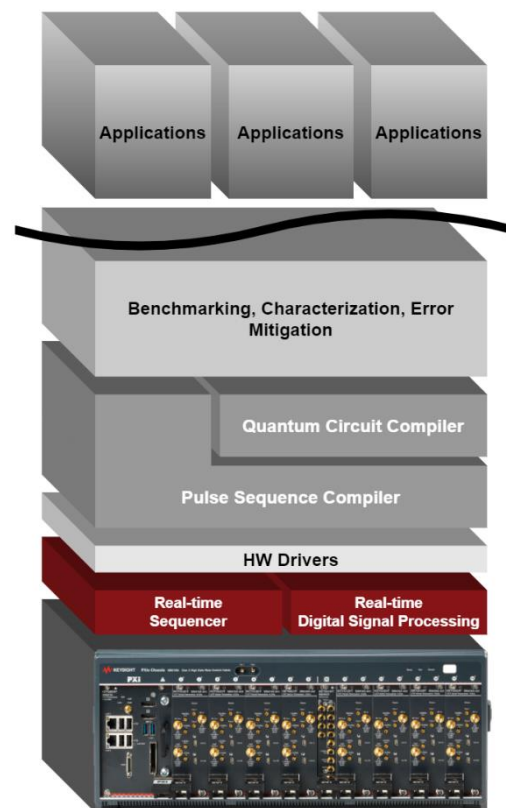 Applications
Applications
Applications
Benchmarking, Characterization, Error
Mitigation
Quantum Circuit Compiler
Pulse Sequence Compiler
HW Drivers
Real-time
Sequencer
Real-time
Digital Signal Processing
KEYSIGHT
PXI